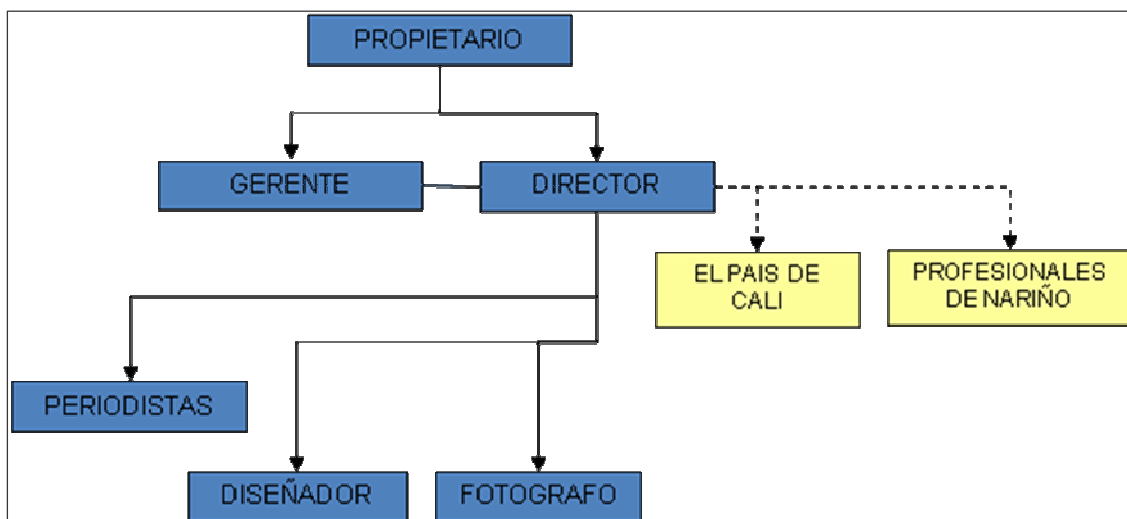 PROPIETARIO
GERENTE
DIRECTOR
EL PAIS DE
CALI
PROFESIONALES
DE NARIÑO
PERIODISTAS
DISEÑADOR
FOTOGRAFO